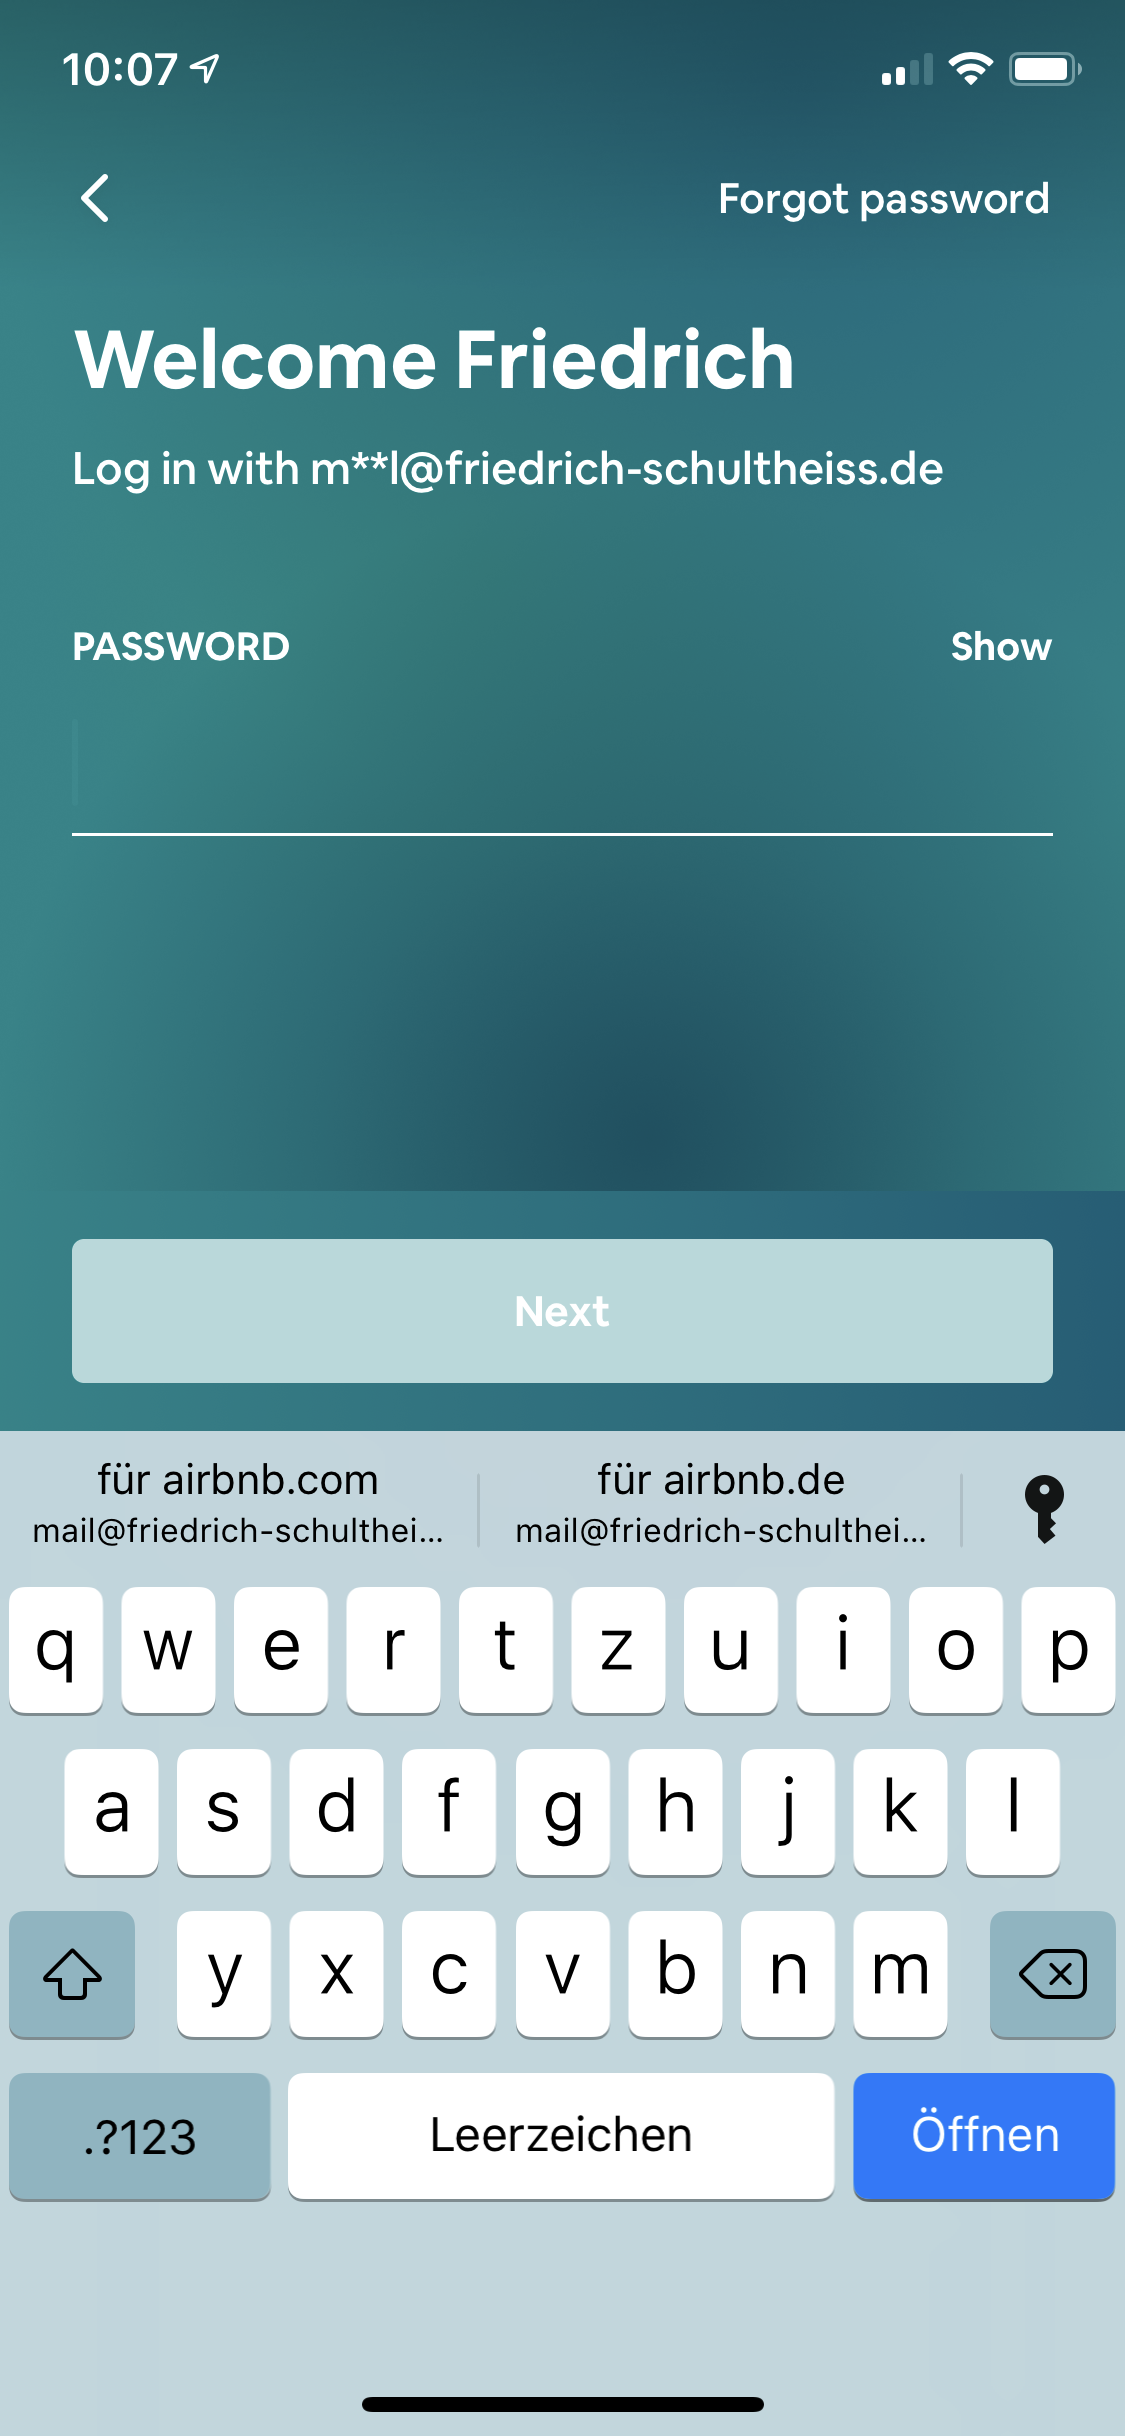 10:07
Forgot password
Welcome Friedrich
Log in with m**l@friedrich-schultheiss.de
PASSWORD Show
Next
für airbnb.com für airbnb.de
mail@friedrich-schulthei... mail@friedrich-schulthei...
q w e r t z u i o p
a s d f g h j k l
y x c v b n m
.?123 Leerzeichen Öffnen